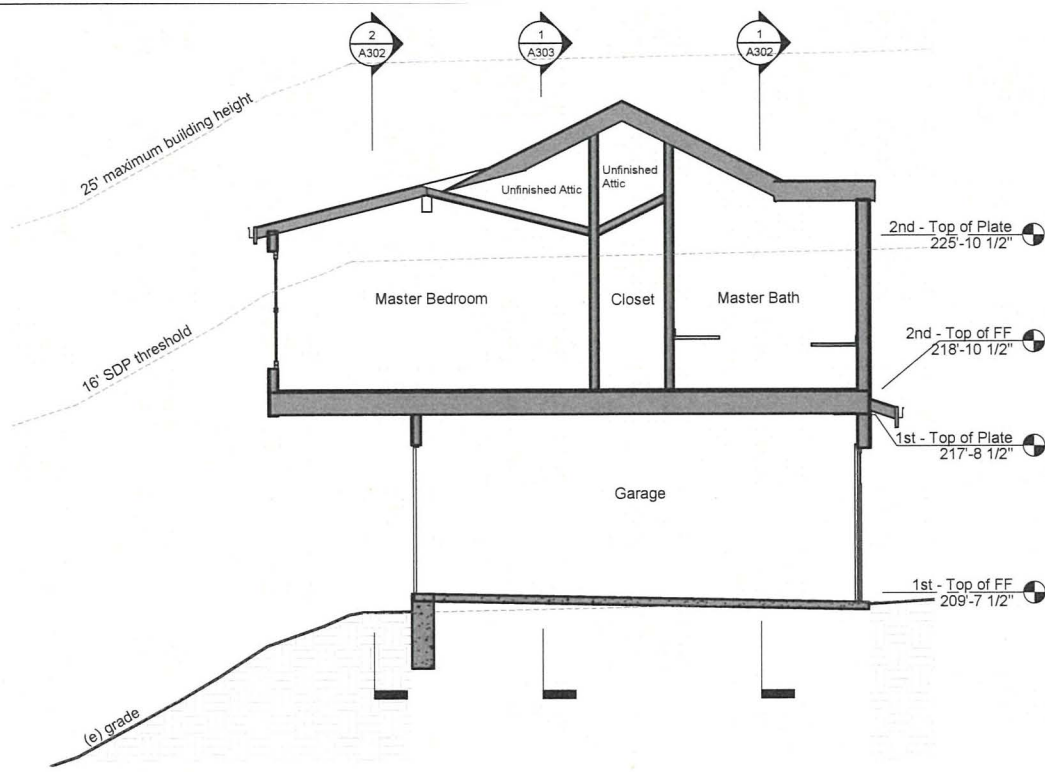 2
A302
1
A303
1
A302
25' maximum building height
Unfinished Attic
Unfinished
Attic
2nd - Top of Plate
225'-10 1/2"
Master Bedroom
Closet
Master Bath
16' SDP threshold
2nd - Top of FF
218'-10 1/2"
1st - Top of Plate
217'-8 1/2"
Garage
1st - Top of FF
209'-7 1/2"
(e) grade